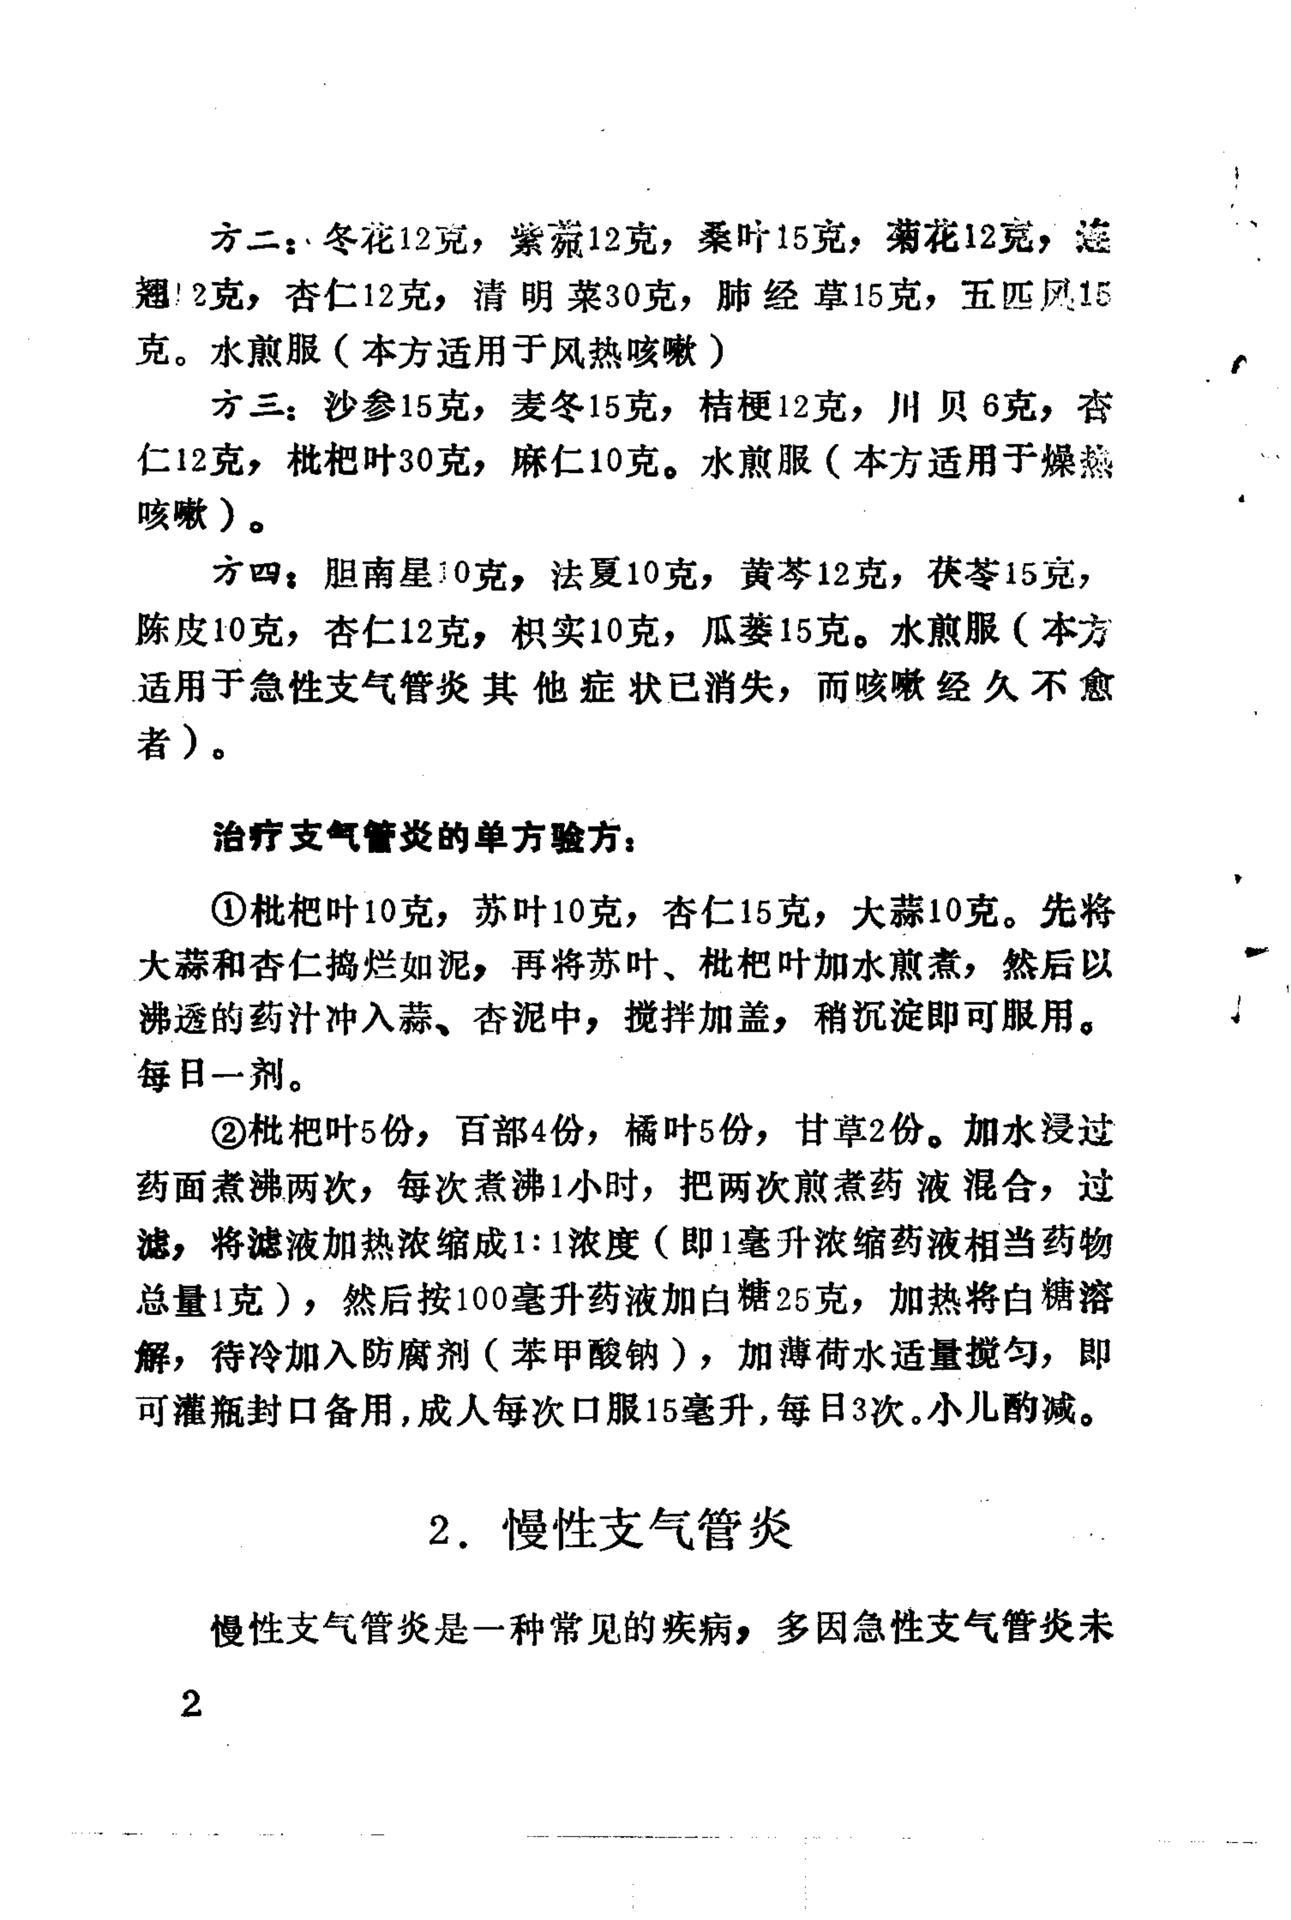 方二：冬花12克，紫菀12克，桑叶15克，菊花12克，连
翘12克，杏仁12克，清明菜30克，肺经草15克，五匹风15
克。水煎服（本方适用于风热咳嗽）
方三：沙参15克，麦冬15克，桔梗12克，川贝6克，杏
仁12克，枇杷叶30克，麻仁10克。水煎服（本方适用于燥热
咳嗽）。
方四：胆南星10克，法夏10克，黄芩12克，茯苓15克，
陈皮10克，杏仁12克，枳实10克，瓜蒌15克。水煎服（本方
适用于急性支气管炎其他症状已消失，而咳嗽经久不愈
者）。
治疗支气管炎的单方验方：
①枇杷叶10克，苏叶10克，杏仁15克，大蒜10克。先将
大蒜和杏仁捣烂如泥，再将苏叶、枇杷叶加水煎煮，然后以
沸透的药汁冲入蒜、杏泥中，搅拌加盖，稍沉淀即可服用。
每日一剂。
②枇杷叶5份，百部4份，橘叶5份，甘草2份。加水浸过
药面煮沸两次，每次煮沸1小时，把两次煎煮药液混合，过
滤，将滤液加热浓缩成1:1浓度（即1毫升浓缩药液相当药物
总量1克），然后按100毫升药液加白糖25克，加热将白糖溶
解，待冷加入防腐剂（苯甲酸钠），加薄荷水适量搅匀，即
可灌瓶封口备用，成人每次口服15毫升，每日3次。小儿酌减。
2．慢性支气管炎
慢性支气管炎是一种常见的疾病，多因急性支气管炎未
2